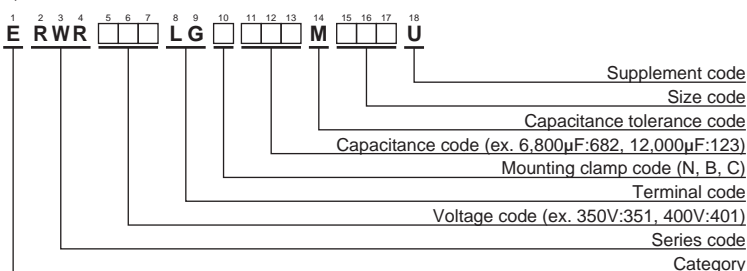 1 2 3 4 5 6 7 8 9 10 11 12 13 14 15 16 17 18
E RWR □□□ LG □ □□□ M □□□ U
Supplement code
Size code
Capacitance tolerance code
Capacitance code (ex. 6,800μF:682, 12,000μF:123)
Mounting clamp code (N, B, C)
Terminal code
Voltage code (ex. 350V:351, 400V:401)
Series code
Category